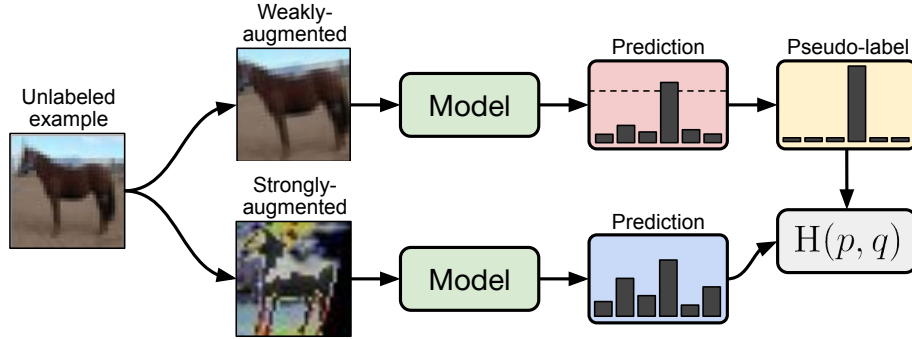 Weakly-
augmented
Prediction
Pseudo-label
Unlabeled
example
Model
Strongly-
augmented
Prediction
Model
H(p, q)